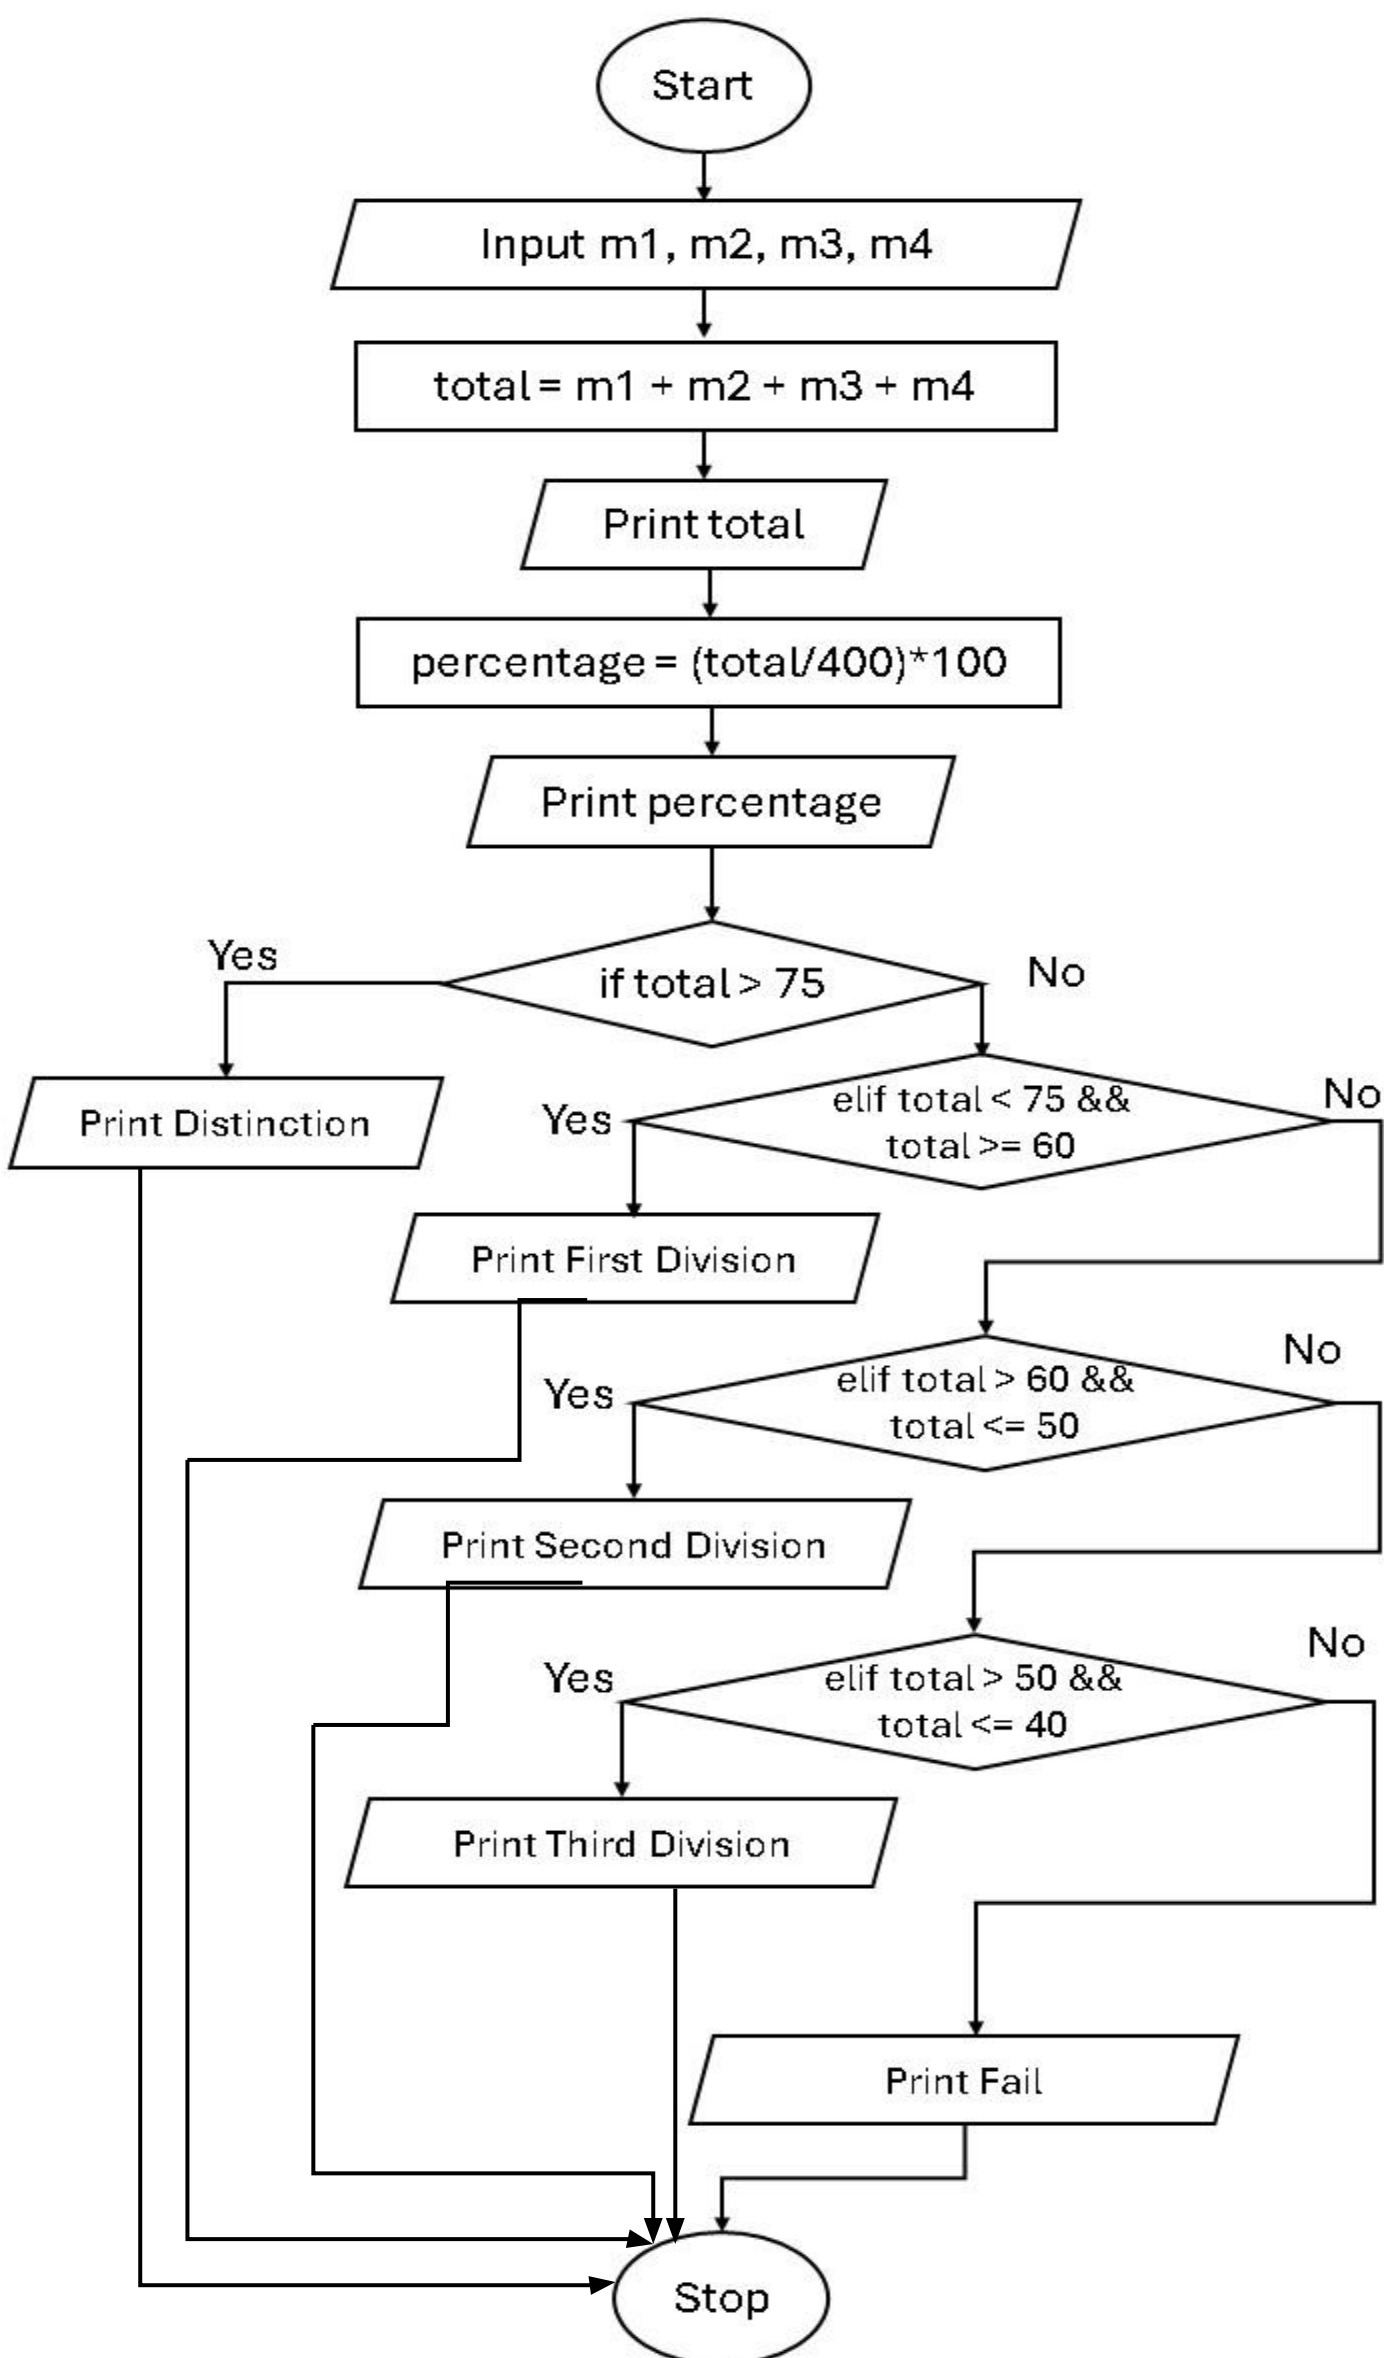 Start
Input m1, m2, m3, m4
total = m1 + m2 + m3 + m4
Print total
percentage = (total/400)*100
Print percentage
Yes
if total > 75
No
Print Distinction
Yes
elif total < 75 &&
total >= 60
No
Print First Division
Yes
elif total > 60 &&
total <= 50
No
Print Second Division
Yes
elif total > 50 &&
total <= 40
No
Print Third Division
Print Fail
Stop